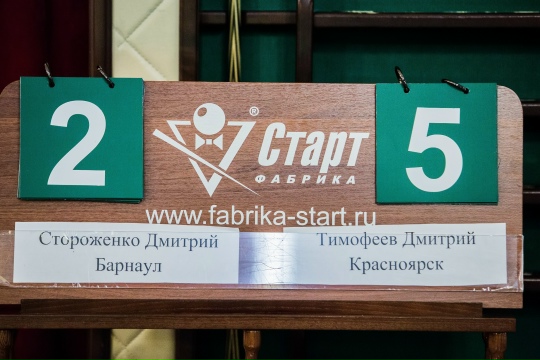 2
5
®
Старт
ФАБРИКА
www.fabrika-start.ru
Стороженко Дмитрий
Барнаул
Тимофеев Дмитрий
Красноярск